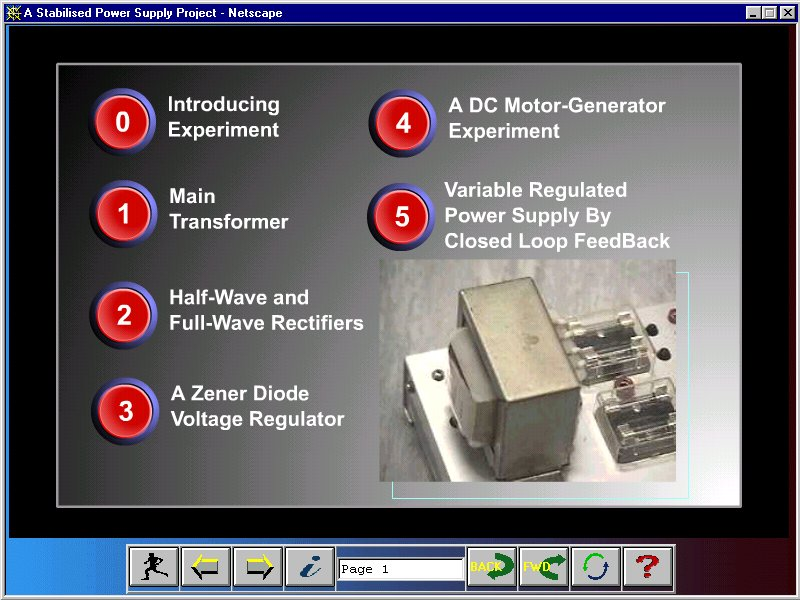 A Stabilised Power Supply Project - Netscape
0
Introducing
Experiment
1
Main
Transformer
2
Half-Wave and
Full-Wave Rectifiers
3
A Zener Diode
Voltage Regulator
4
A DC Motor-Generator
Experiment
5
Variable Regulated
Power Supply By
Closed Loop FeedBack
i
Page 1
BACK
FWD
?